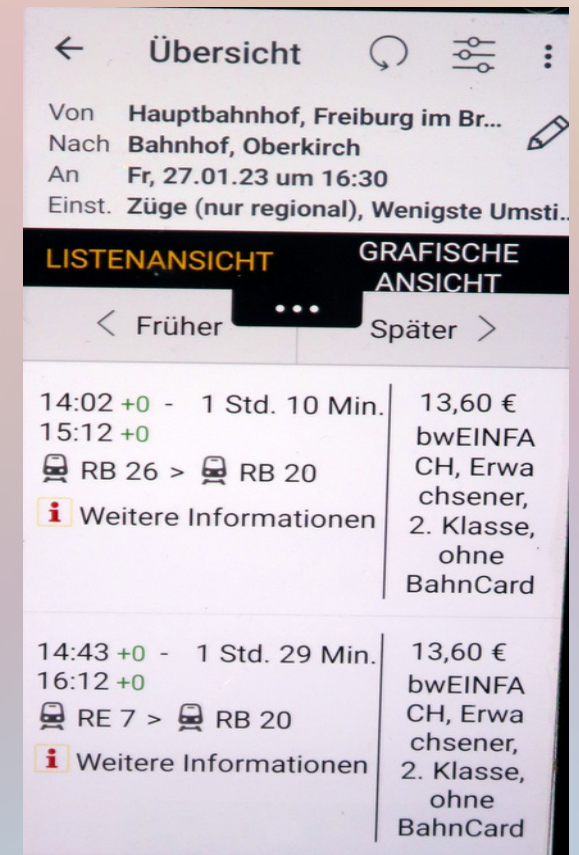 Übersicht
Von Hauptbahnhof, Freiburg im Br...
Nach Bahnhof, Oberkirch
An Fr, 27.01.23 um 16:30
Einst. Züge (nur regional), Wenigste Umsti..
LISTENANSICHT
GRAFISCHE
ANSICHT
< Früher
Später >
14:02 +0 - 1 Std. 10 Min.
15:12 +0
RB 26 > RB 20
i Weitere Informationen
13,60 €
bwEINFA
CH, Erwa
chsener,
2. Klasse,
ohne
BahnCard
14:43 +0 - 1 Std. 29 Min.
16:12 +0
RE 7 > RB 20
i Weitere Informationen
13,60 €
bwEINFA
CH, Erwa
chsener,
2. Klasse,
ohne
BahnCard